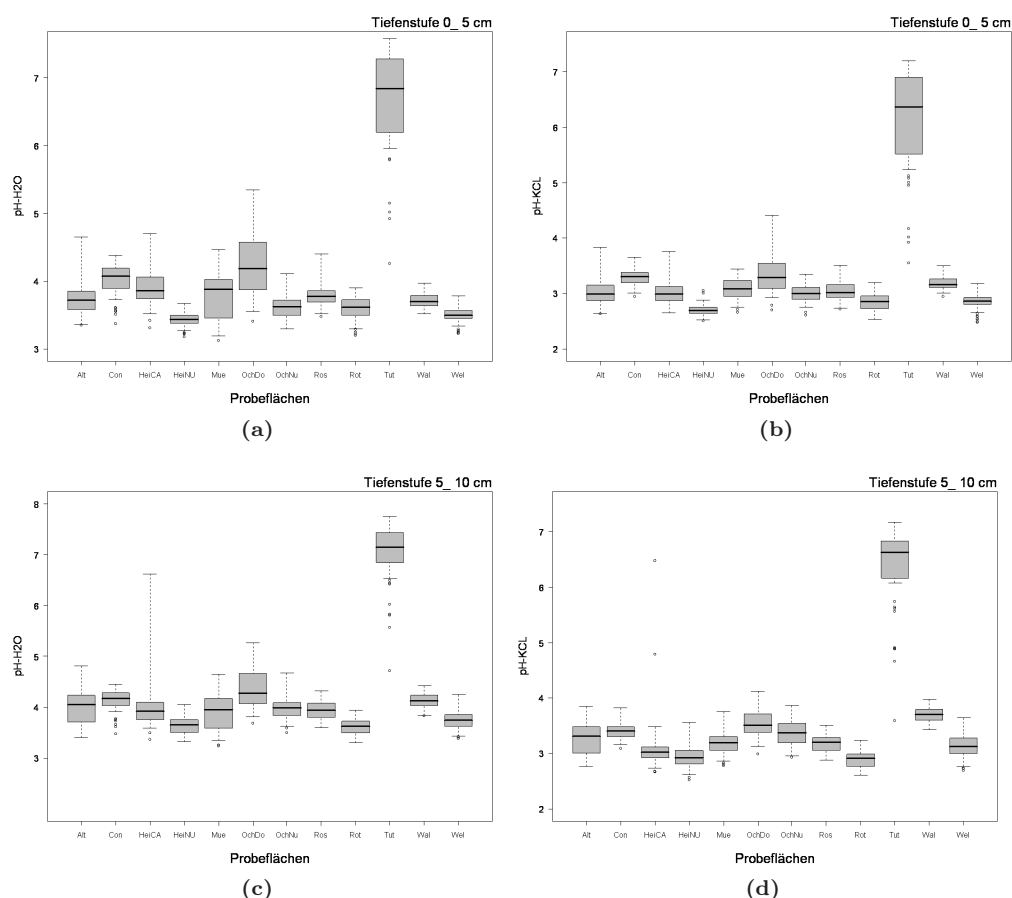 Tiefenstufe 0_ 5 cm
7
6
5
4
3
pH-H2O
Alt Con HeiCA HeiNU Mue OchDo OchNu Ros Rot Tut Wal Wel
Probeflächen
(a)
Tiefenstufe 0_ 5 cm
7
6
5
4
3
2
pH-KCL
Alt Con HeiCA HeiNU Mue OchDo OchNu Ros Rot Tut Wal Wel
Probeflächen
(b)
Tiefenstufe 5_ 10 cm
8
7
6
5
4
3
pH-H2O
Alt Con HeiCA HeiNU Mue OchDo OchNu Ros Rot Tut Wal Wel
Probeflächen
(c)
Tiefenstufe 5_ 10 cm
7
6
5
4
3
2
pH-KCL
Alt Con HeiCA HeiNU Mue OchDo OchNu Ros Rot Tut Wal Wel
Probeflächen
(d)